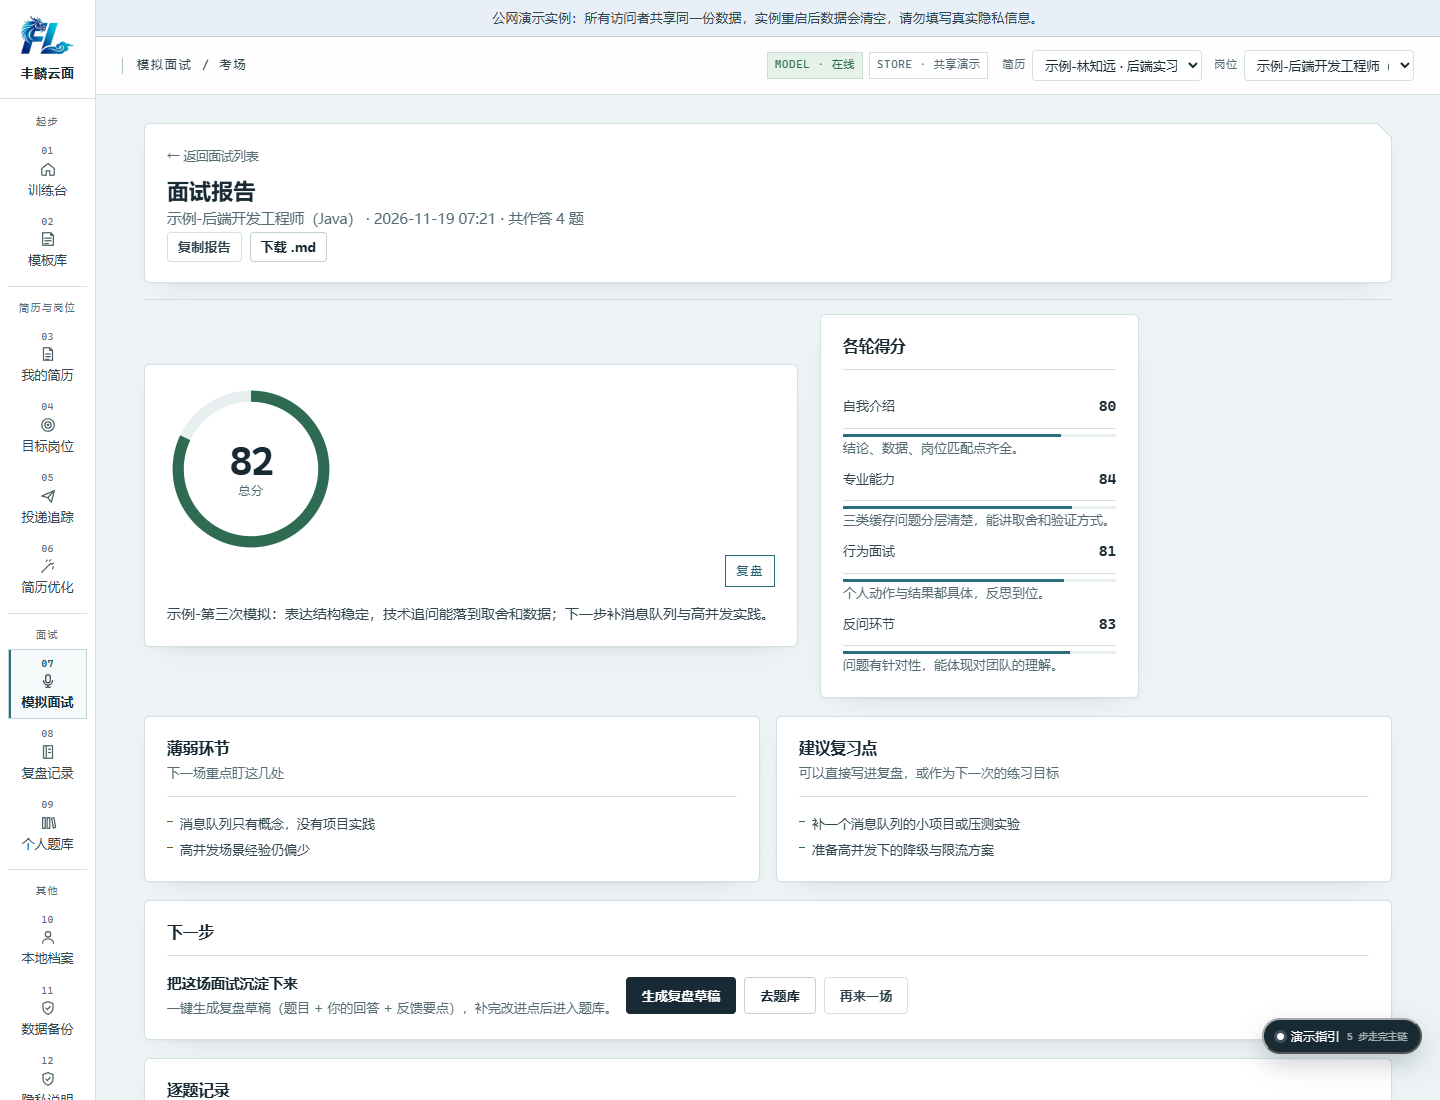 公网演示实例：所有访问者共享同一份数据，实例重启后数据会清空，请勿填写真实隐私信息。
FL
丰麟云面
模拟面试 / 考场
MODEL · 在线
STORE · 共享演示
简历
示例-林知远 · 后端实习
岗位
示例-后端开发工程师（
起步
01
训练台
02
模板库
简历与岗位
03
我的简历
04
目标岗位
05
投递追踪
06
简历优化
面试
07
模拟面试
08
复盘记录
09
个人题库
其他
10
本地档案
11
数据备份
12
隐私说明
← 返回面试列表
面试报告
示例-后端开发工程师（Java） · 2026-11-19 07:21 · 共作答 4 题
复制报告
下载 .md
82
总分
复盘
示例-第三次模拟：表达结构稳定，技术追问能落到取舍和数据；下一步补消息队列与高并发实践。
各轮得分
自我介绍 80
结论、数据、岗位匹配点齐全。
专业能力 84
三类缓存问题分层清楚，能讲取舍和验证方式。
行为面试 81
个人动作与结果都具体，反思到位。
反问环节 83
问题有针对性，能体现对团队的理解。
薄弱环节
下一场重点盯这几处
– 消息队列只有概念，没有项目实践
– 高并发场景经验仍偏少
建议复习点
可以直接写进复盘，或作为下一次的练习目标
– 补一个消息队列的小项目或压测实验
– 准备高并发下的降级与限流方案
下一步
把这场面试沉淀下来
一键生成复盘草稿（题目 + 你的回答 + 反馈要点），补完改进点后进入题库。
生成复盘草稿
去题库
再来一场
演示指引 5 步走完主链
逐题记录